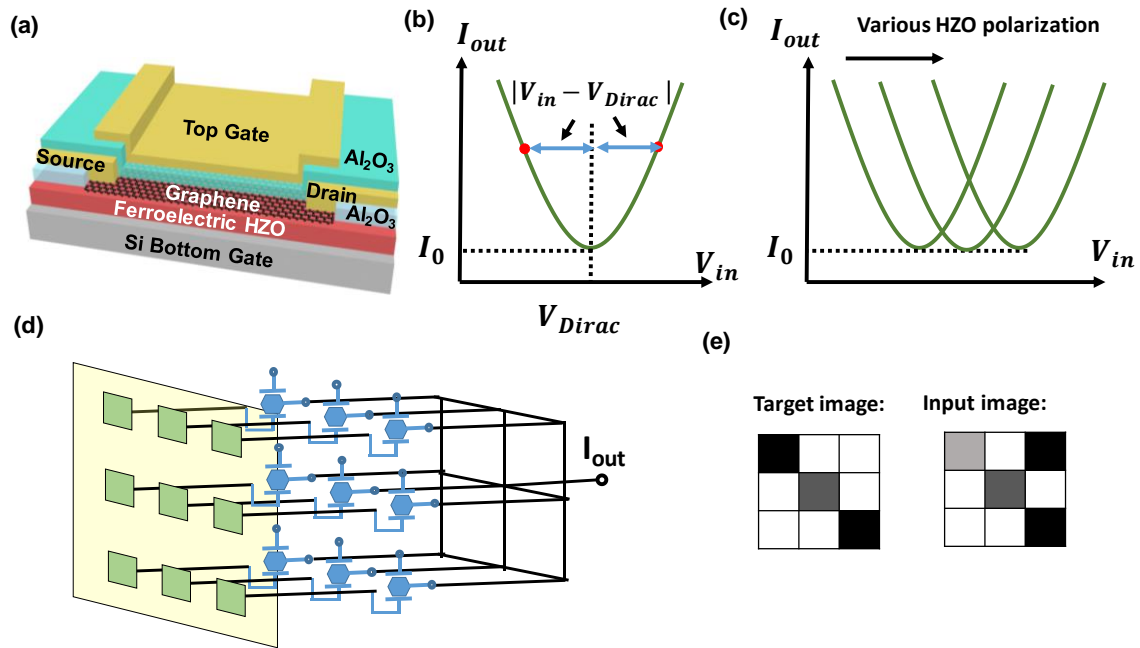 (a)
Top Gate
Al₂O₃
Source
Drain
Graphene
Al₂O₃
Ferroelectric HZO
Si Bottom Gate
(b)
I_out
|V_in − V_Dirac|
I_0
V_in
V_Dirac
(c)
Various HZO polarization
I_out
I_0
V_in
(d)
I_out
(e)
Target image:
Input image: